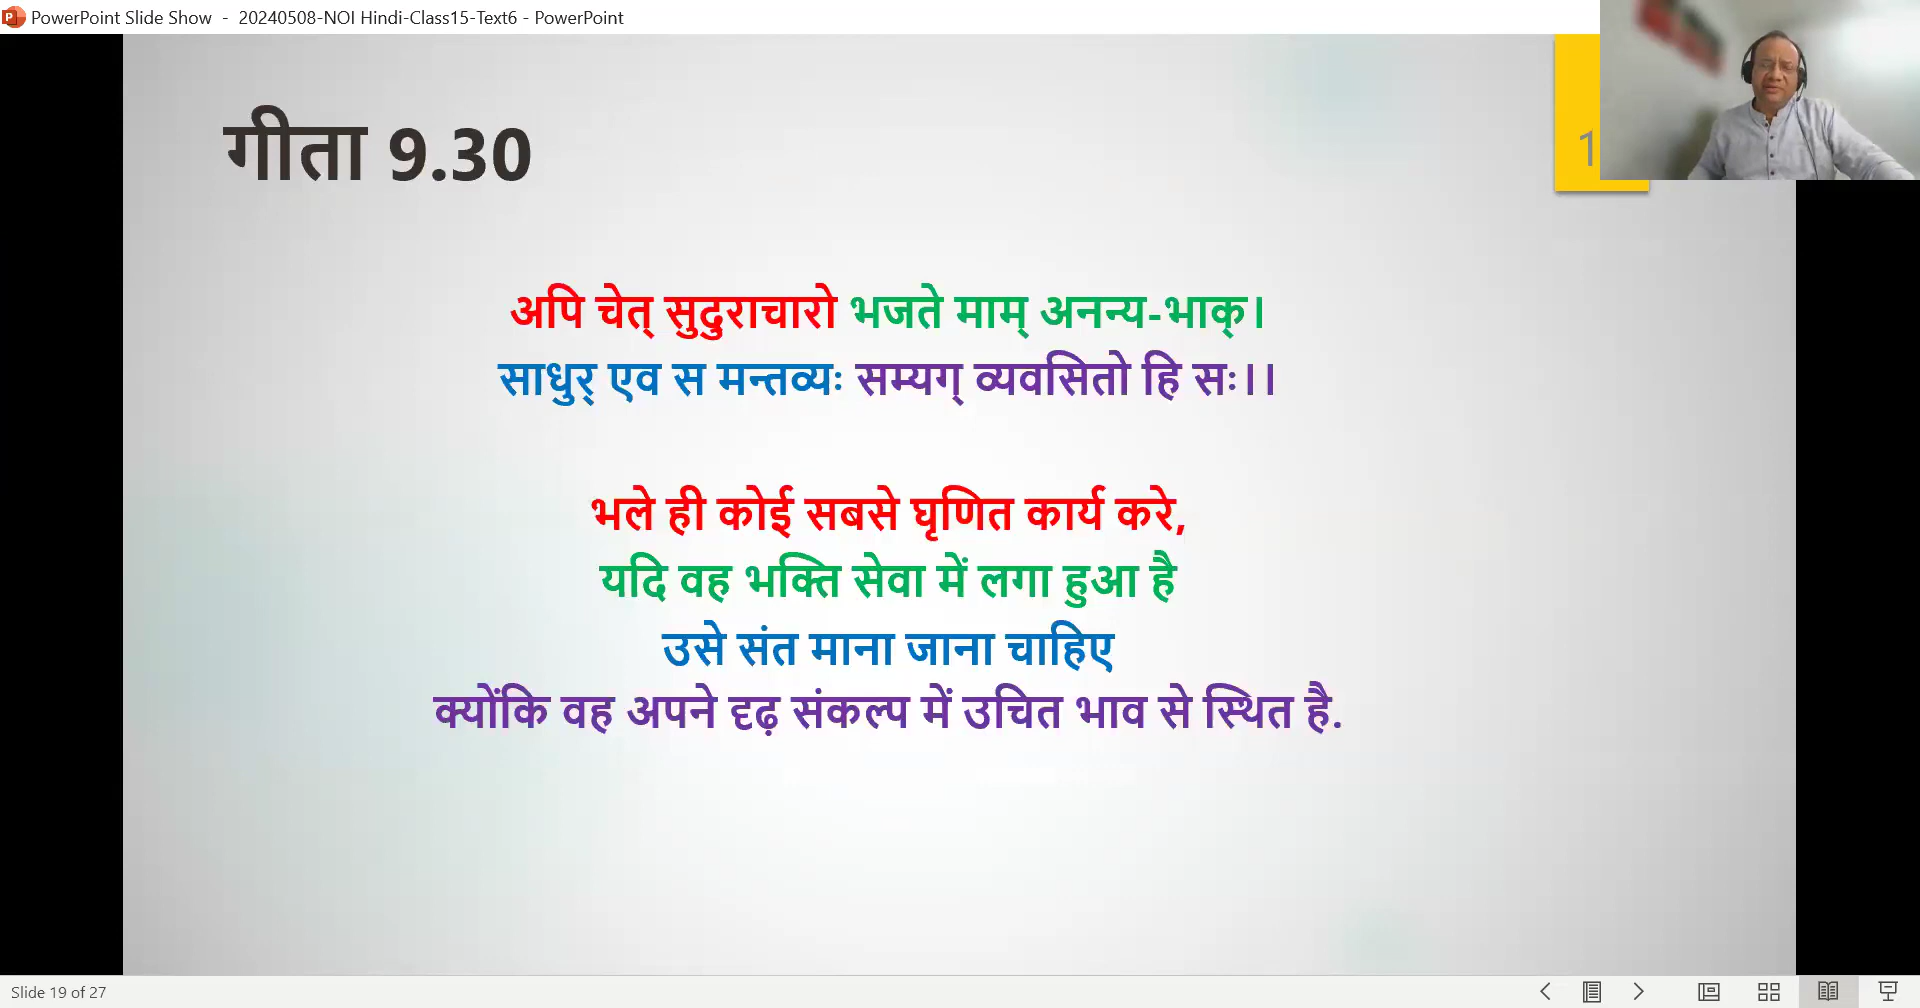 PowerPoint Slide Show - 20240508-NOI Hindi-Class15-Text6 - PowerPoint
गीता 9.30
1
अपि चेत् सुदुराचारो भजते माम् अनन्य-भाक्।
साधुर् एव स मन्तव्यः सम्यग् व्यवसितो हि सः।।
भले ही कोई सबसे घृणित कार्य करे,
यदि वह भक्ति सेवा में लगा हुआ है
उसे संत माना जाना चाहिए
क्योंकि वह अपने दृढ़ संकल्प में उचित भाव से स्थित है.
Slide 19 of 27